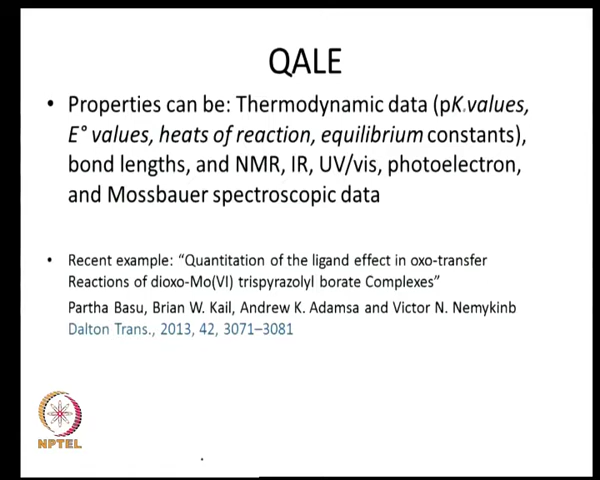 QALE
• Properties can be: Thermodynamic data (pK values,
E° values, heats of reaction, equilibrium constants),
bond lengths, and NMR, IR, UV/vis, photoelectron,
and Mossbauer spectroscopic data
• Recent example: “Quantitation of the ligand effect in oxo-transfer
Reactions of dioxo-Mo(VI) trispyrazolyl borate Complexes”
Partha Basu, Brian W. Kail, Andrew K. Adamsa and Victor N. Nemykinb
Dalton Trans., 2013, 42, 3071–3081
NPTEL